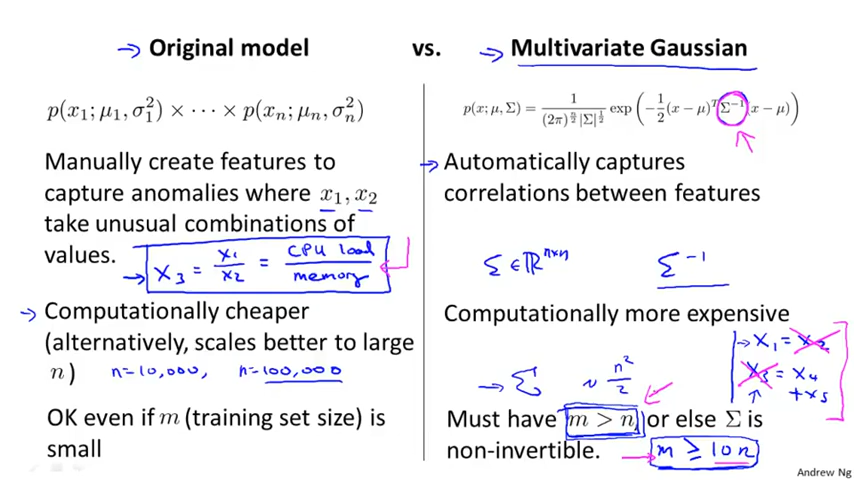 → Original model vs. → Multivariate Gaussian
p(x₁; μ₁, σ₁²) × ⋯ × p(xₙ; μₙ, σₙ²)
p(x; μ, Σ) = 1 / ((2π)^{n/2} |Σ|^{1/2}) exp(−1/2 (x − μ)ᵀ Σ⁻¹ (x − μ))
Manually create features to
capture anomalies where x₁, x₂
take unusual combinations of
values.
→ x₃ = x₁/x₂ = CPU load/memory
→ Automatically captures
correlations between features
Σ ∈ ℝ^{n×n} Σ⁻¹
→ Computationally cheaper
(alternatively, scales better to large
n) n=10,000, n=100,000
Computationally more expensive
→ Σ ~ n²/2
→ x₁ = x₂
x₃ = x₄
+x₅
OK even if m (training set size) is
small
Must have m > n, or else Σ is
non-invertible. → m ≥ 10n
Andrew Ng